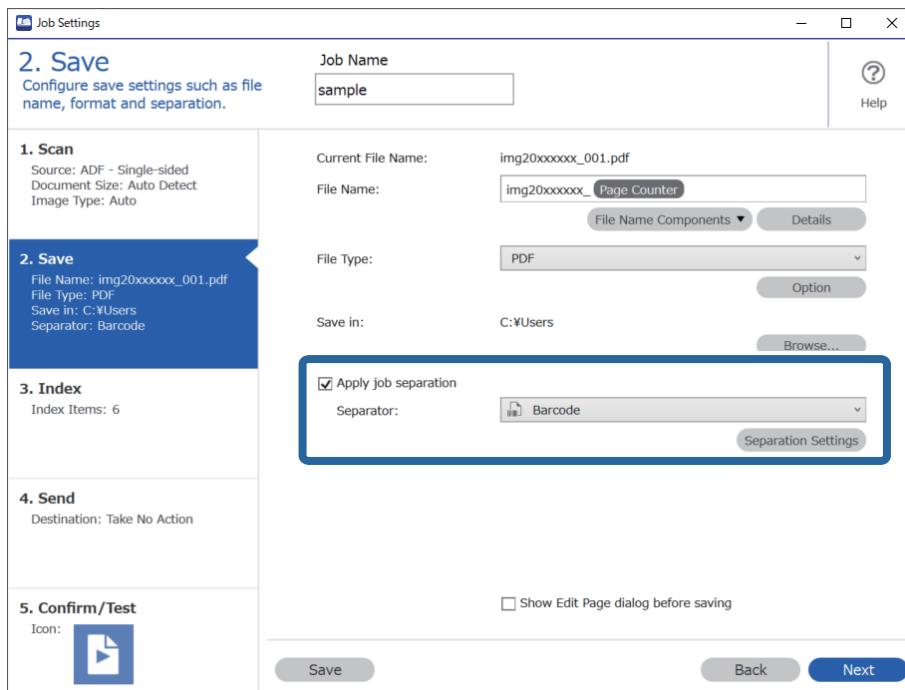 Job Settings
2. Save
Configure save settings such as file
name, format and separation.
Job Name
sample
Help
1. Scan
Source: ADF - Single-sided
Document Size: Auto Detect
Image Type: Auto
2. Save
File Name: img20xxxxxx_001.pdf
File Type: PDF
Save in: C:¥Users
Separator: Barcode
3. Index
Index Items: 6
4. Send
Destination: Take No Action
5. Confirm/Test
Icon:
Current File Name: img20xxxxxx_001.pdf
File Name: img20xxxxxx_ Page Counter
File Name Components Details
File Type: PDF
Option
Save in: C:¥Users
Browse...
Apply job separation
Separator: Barcode
Separation Settings
Show Edit Page dialog before saving
Save Back Next